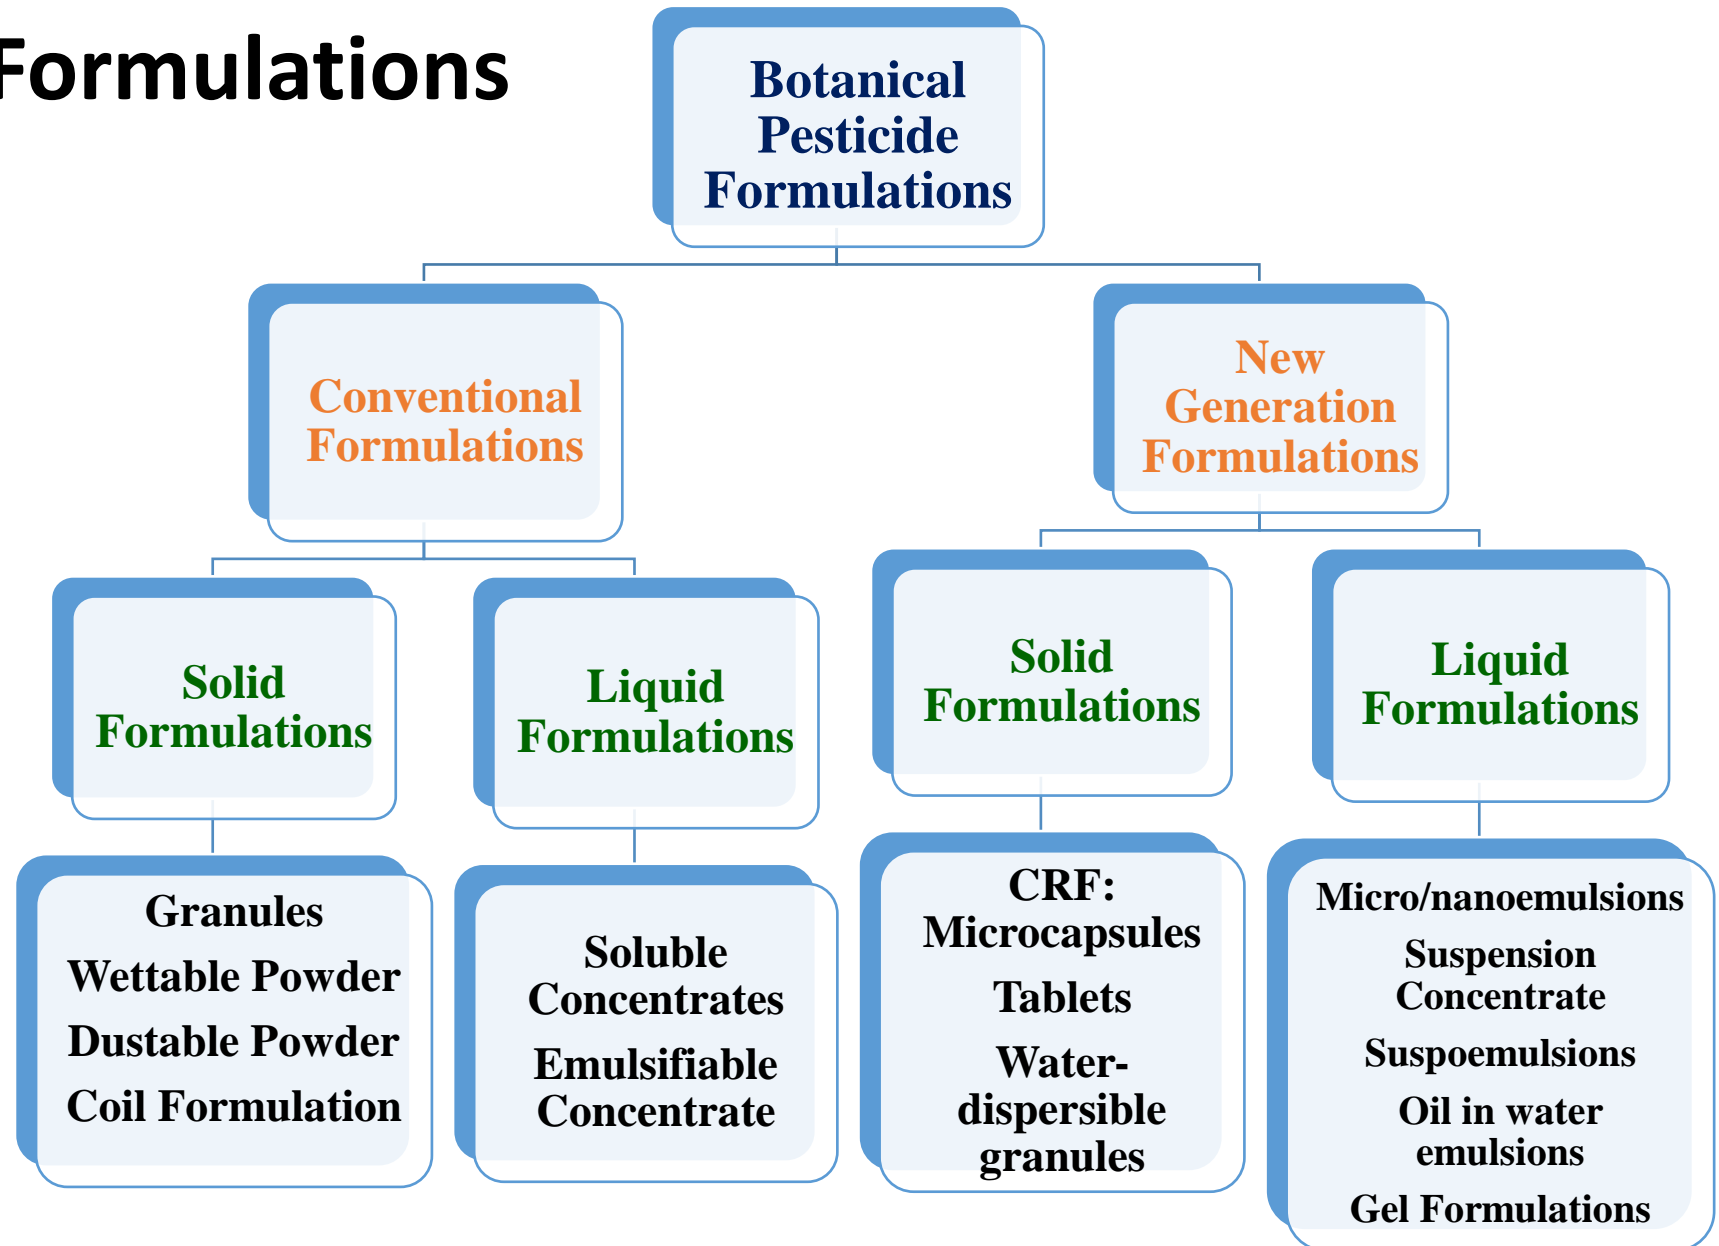 Formulations
Botanical
Pesticide
Formulations
Conventional
Formulations
New
Generation
Formulations
Solid
Formulations
Liquid
Formulations
Solid
Formulations
Liquid
Formulations
Granules
Wettable Powder
Dustable Powder
Coil Formulation
Soluble
Concentrates
Emulsifiable
Concentrate
CRF:
Microcapsules
Tablets
Water-
dispersible
granules
Micro/nanoemulsions
Suspension
Concentrate
Suspoemulsions
Oil in water
emulsions
Gel Formulations